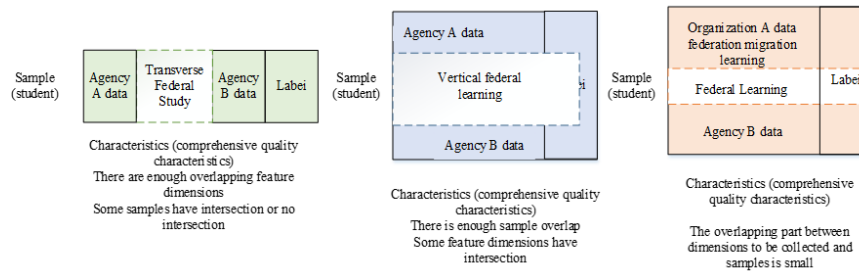 Sample
(student)
Agency
A data
Transverse
Federal
Study
Agency
B data
Labei
Characteristics (comprehensive quality
characteristics)
There are enough overlapping feature
dimensions
Some samples have intersection or no
intersection
Sample
(student)
Agency A data
Vertical federal
learning
Agency B data
Characteristics (comprehensive quality
characteristics)
There is enough sample overlap
Some feature dimensions have
intersection
Sample
(student)
Organization A data
federation migration
learning
Federal Learning
Agency B data
Labei
Characteristics (comprehensive
quality characteristics)
The overlapping part between
dimensions to be collected and
samples is small